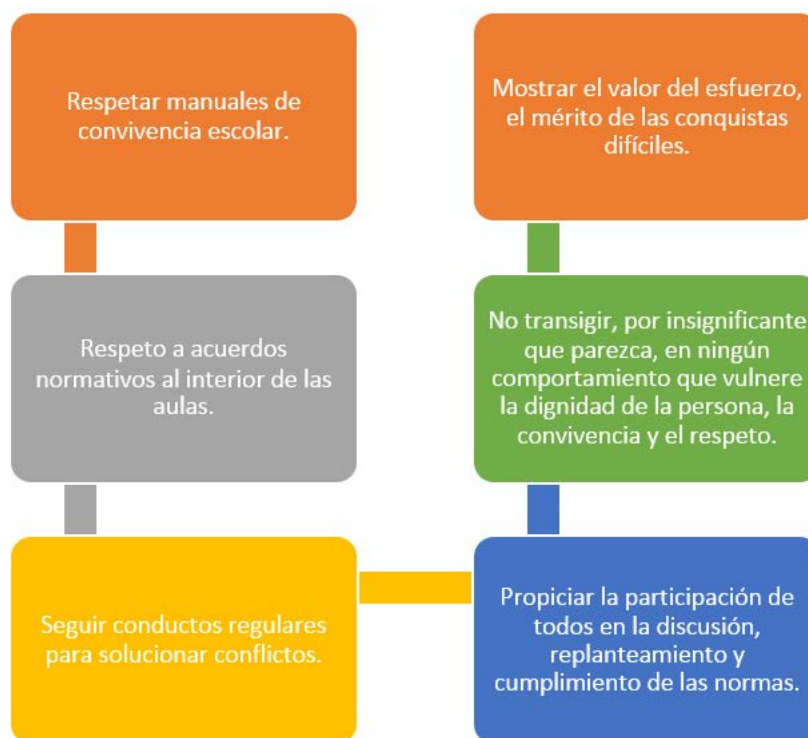 Respetar manuales de
convivencia escolar.
Respeto a acuerdos
normativos al interior de las
aulas.
Seguir conductos regulares
para solucionar conflictos.
Propiciar la participación de
todos en la discusión,
replanteamiento y
cumplimiento de las normas.
No transigir, por insignificante
que parezca, en ningún
comportamiento que vulnere
la dignidad de la persona, la
convivencia y el respeto.
Mostrar el valor del esfuerzo,
el mérito de las conquistas
difíciles.